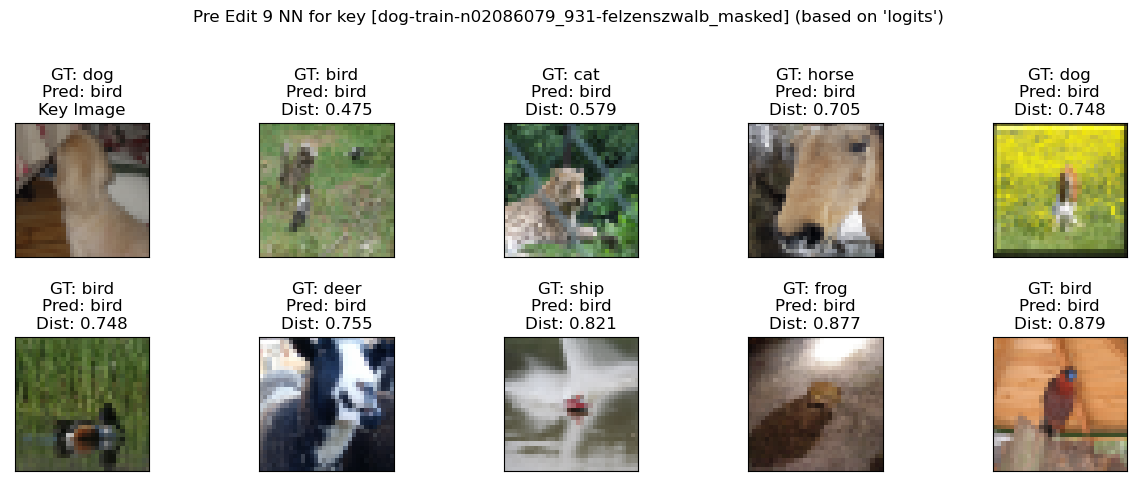 Pre Edit 9 NN for key [dog-train-n02086079_931-felzenszwalb_masked] (based on 'logits')
GT: dog
Pred: bird
Key Image
GT: bird
Pred: bird
Dist: 0.475
GT: cat
Pred: bird
Dist: 0.579
GT: horse
Pred: bird
Dist: 0.705
GT: dog
Pred: bird
Dist: 0.748
GT: bird
Pred: bird
Dist: 0.748
GT: deer
Pred: bird
Dist: 0.755
GT: ship
Pred: bird
Dist: 0.821
GT: frog
Pred: bird
Dist: 0.877
GT: bird
Pred: bird
Dist: 0.879